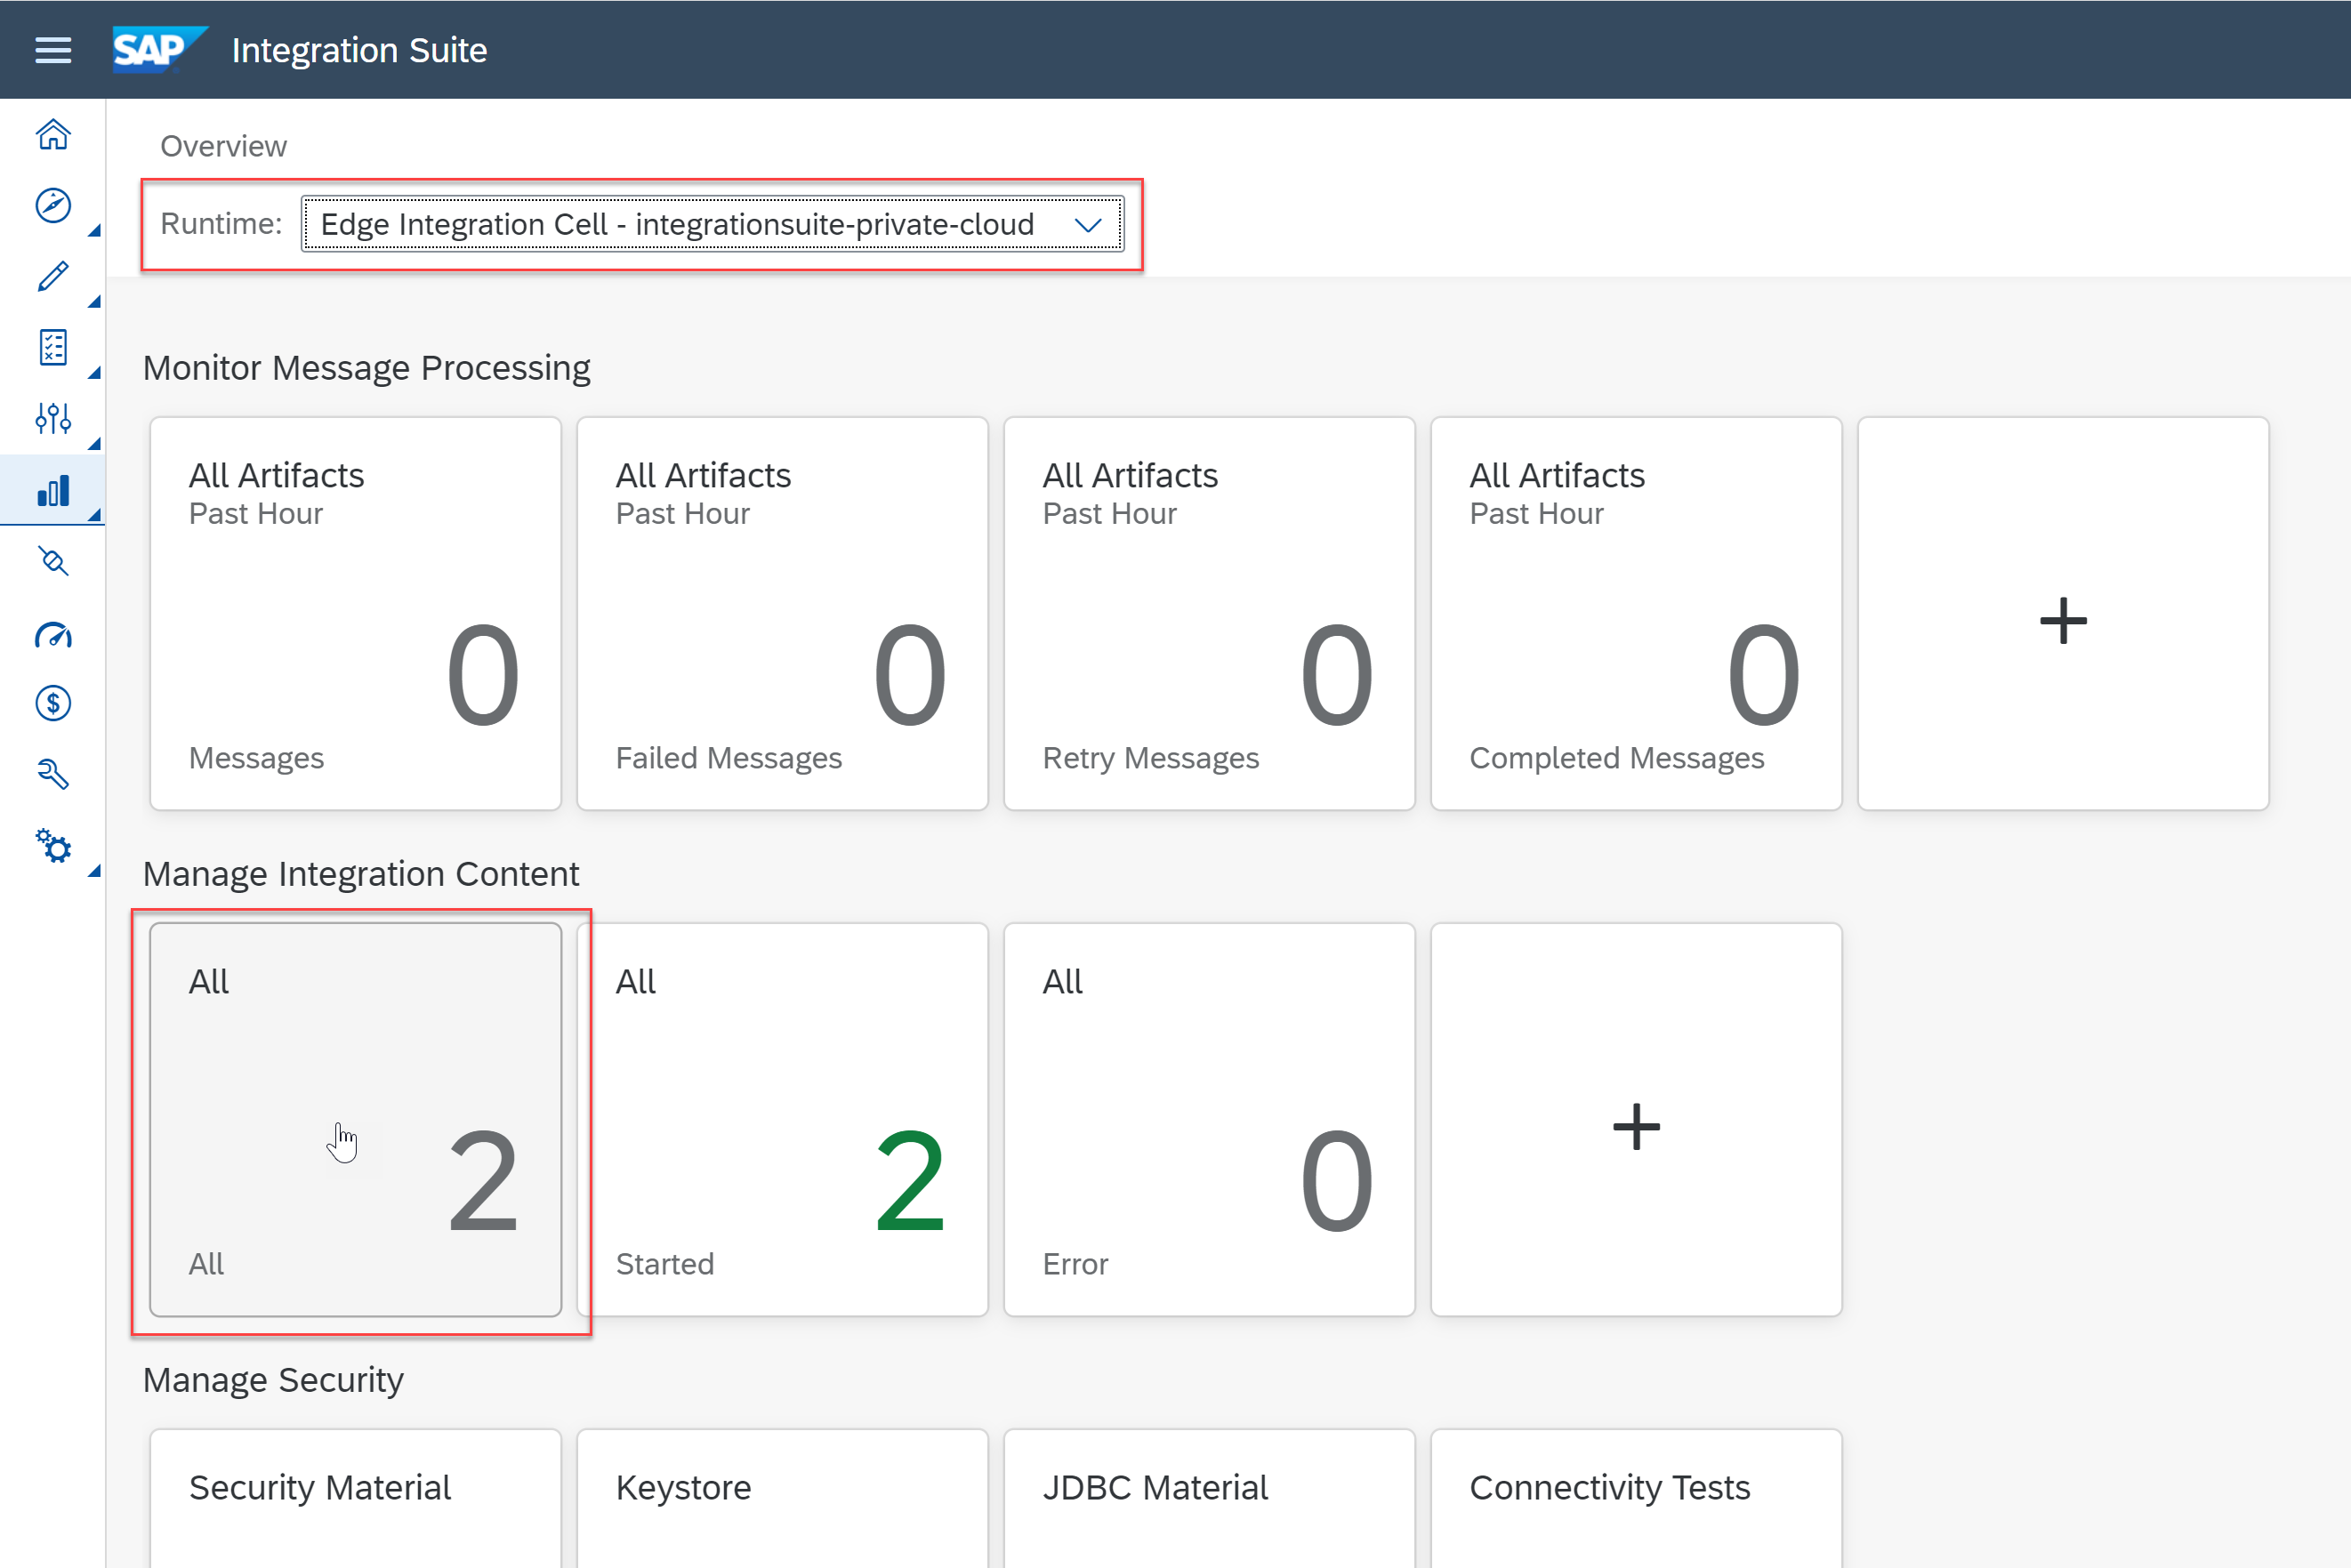 SAP Integration Suite
Overview
Runtime: Edge Integration Cell - integrationsuite-private-cloud
Monitor Message Processing
All Artifacts
Past Hour
0
Messages
All Artifacts
Past Hour
0
Failed Messages
All Artifacts
Past Hour
0
Retry Messages
All Artifacts
Past Hour
0
Completed Messages
+
Manage Integration Content
All
2
All
All
2
Started
All
0
Error
+
Manage Security
Security Material
Keystore
JDBC Material
Connectivity Tests